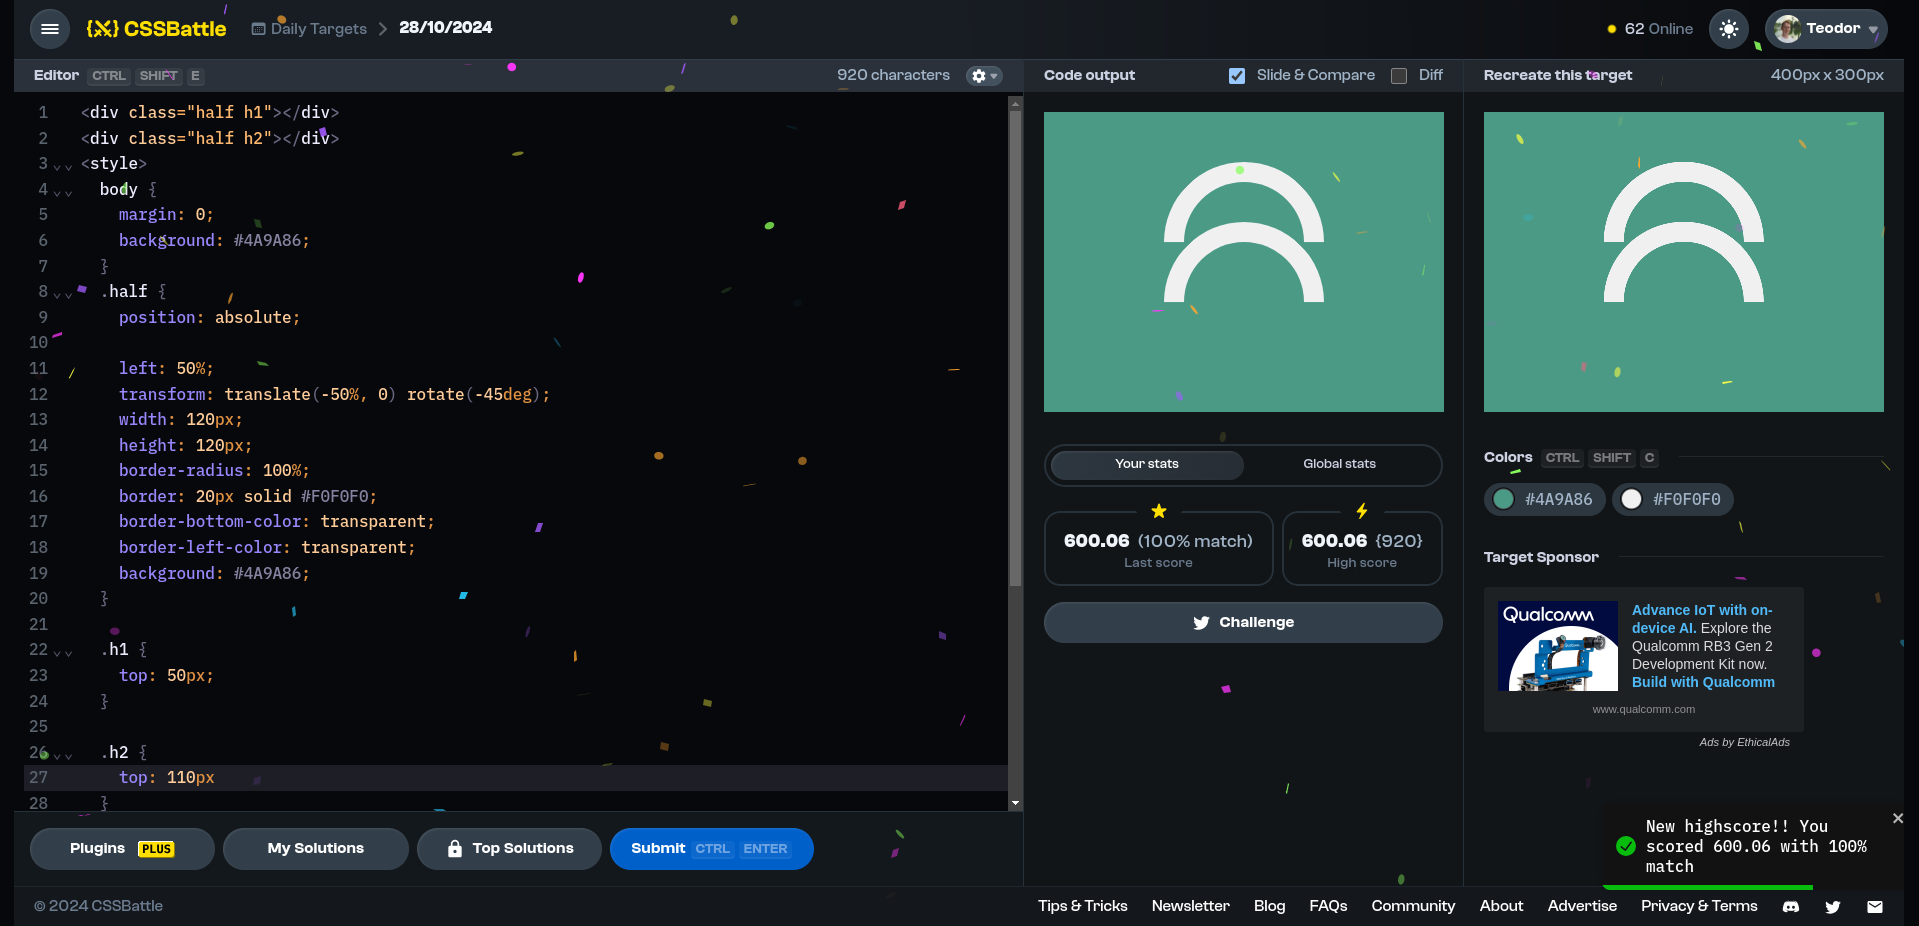 CSSBattle
Daily Targets
28/10/2024
62 Online
Teodor
Editor CTRL SHIFT E
920 characters
1 <div class="half h1"></div>
2 <div class="half h2"></div>
3 <style>
4 body {
5 margin: 0;
6 background: #4A9A86;
7 }
8 .half {
9 position: absolute;
10
11 left: 50%;
12 transform: translate(-50%, 0) rotate(-45deg);
13 width: 120px;
14 height: 120px;
15 border-radius: 100%;
16 border: 20px solid #F0F0F0;
17 border-bottom-color: transparent;
18 border-left-color: transparent;
19 background: #4A9A86;
20 }
21
22 .h1 {
23 top: 50px;
24 }
25
26 .h2 {
27 top: 110px
28 }
Plugins PLUS
My Solutions
Top Solutions
Submit CTRL ENTER
Code output
Slide & Compare
Diff
Your stats
Global stats
600.06 (100% match)
Last score
600.06 {920}
High score
Challenge
Recreate this target
400px x 300px
Colors CTRL SHIFT C
#4A9A86
#F0F0F0
Target Sponsor
Qualcomm
Advance IoT with on-
device AI. Explore the
Qualcomm RB3 Gen 2
Development Kit now.
Build with Qualcomm
www.qualcomm.com
Ads by EthicalAds
New highscore!! You
scored 600.06 with 100%
match
© 2024 CSSBattle
Tips & Tricks
Newsletter
Blog
FAQs
Community
About
Advertise
Privacy & Terms